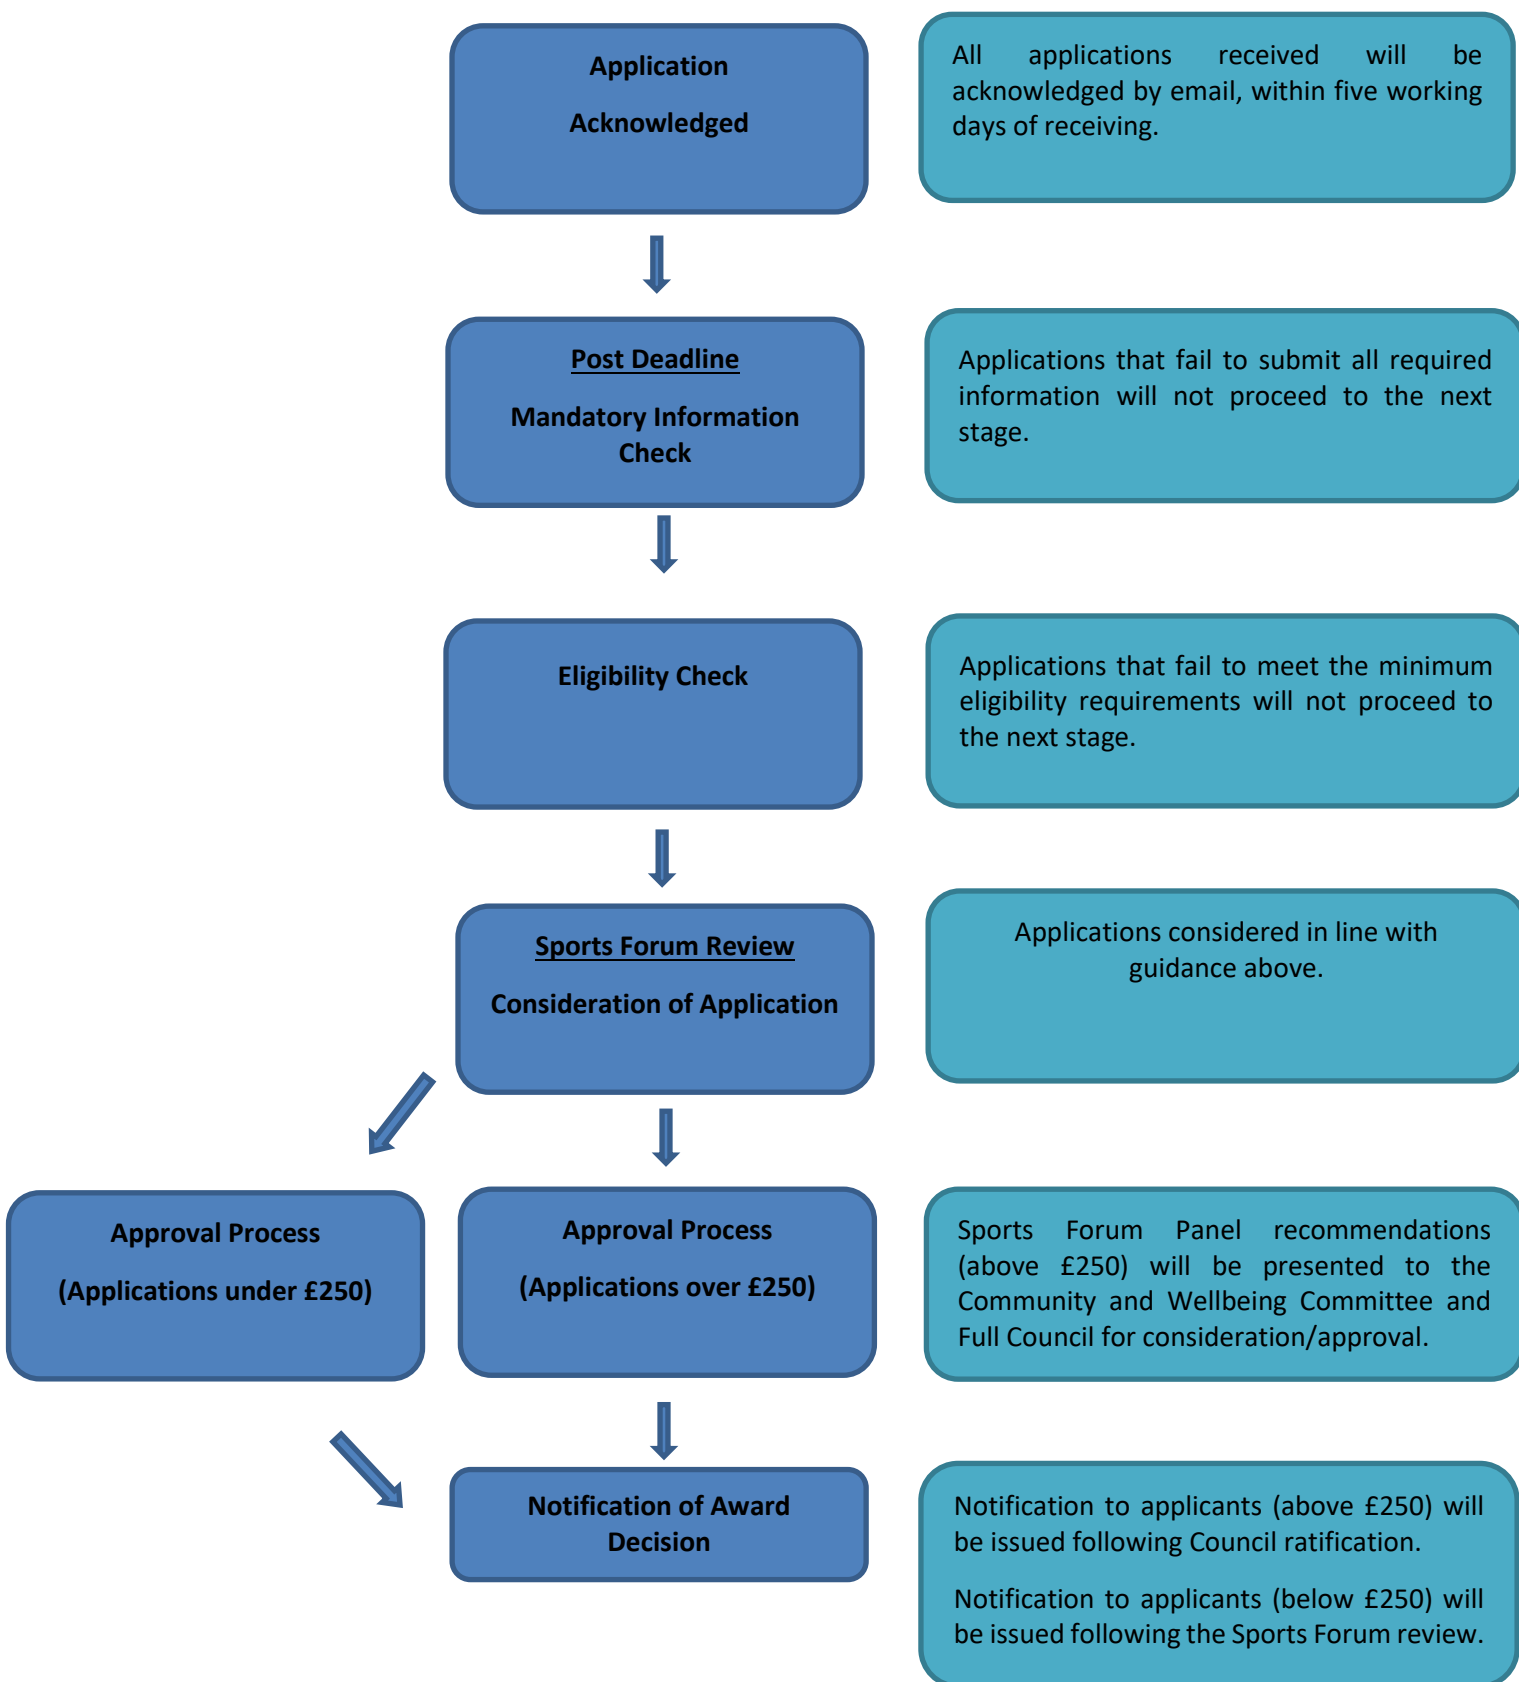 Application
Acknowledged
All applications received will be
acknowledged by email, within five working
days of receiving.
Post Deadline
Mandatory Information
Check
Applications that fail to submit all required
information will not proceed to the next
stage.
Eligibility Check
Applications that fail to meet the minimum
eligibility requirements will not proceed to
the next stage.
Sports Forum Review
Consideration of Application
Applications considered in line with
guidance above.
Approval Process
(Applications under £250)
Approval Process
(Applications over £250)
Sports Forum Panel recommendations
(above £250) will be presented to the
Community and Wellbeing Committee and
Full Council for consideration/approval.
Notification of Award
Decision
Notification to applicants (above £250) will
be issued following Council ratification.
Notification to applicants (below £250) will
be issued following the Sports Forum review.